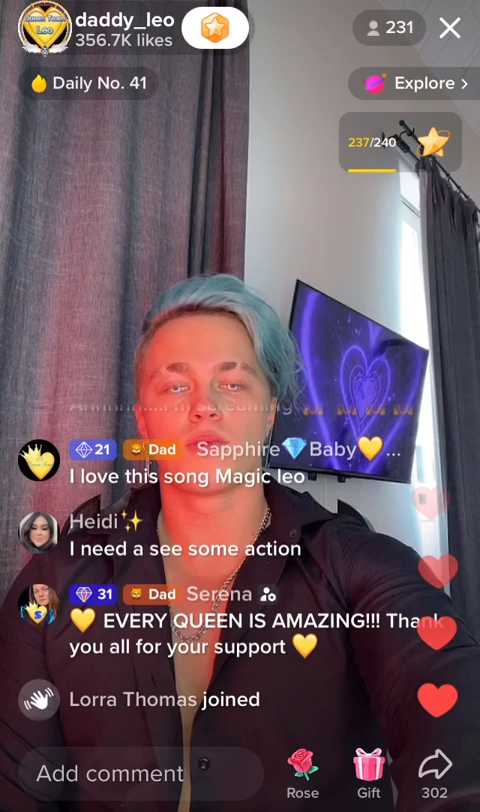 daddy_leo
356.7K likes
231
Daily No. 41
Explore >
237/240
21 Dad Sapphire💎Baby💛...
I love this song Magic leo
Heidi✨
I need a see some action
31 Dad Serena
💛 EVERY QUEEN IS AMAZING!!! Thank
you all for your support 💛
Lorra Thomas joined
Add comment
Rose
Gift
302